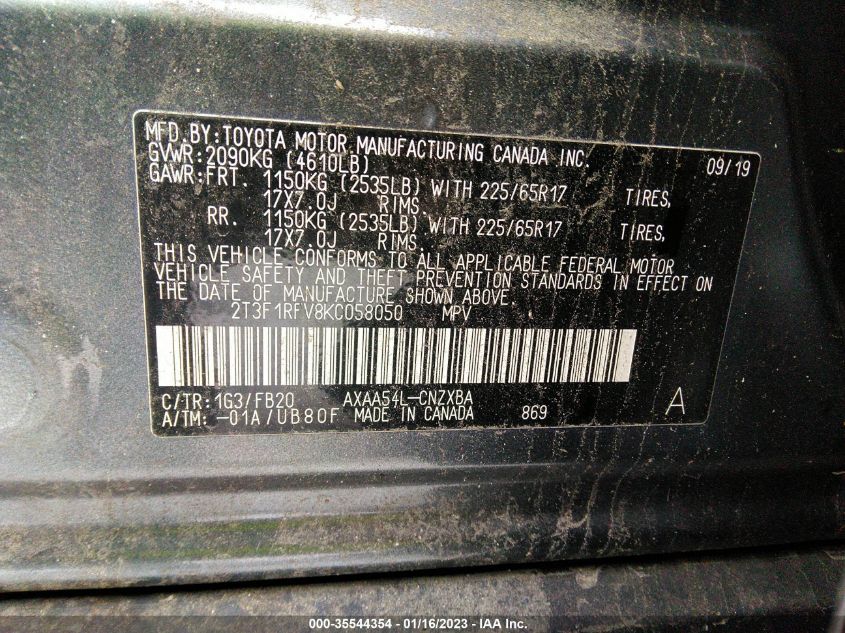 MFD.BY:TOYOTA MOTOR MANUFACTURING CANADA INC. 09/19
GVWR:2090KG (4610LB)
GAWR:FRT. 1150KG (2535LB) WITH 225/65R17 TIRES,
17X7.0J RIMS.
RR. 1150KG (2535LB) WITH 225/65R17 TIRES,
17X7.0J RIMS.
THIS VEHICLE CONFORMS TO ALL APPLICABLE FEDERAL MOTOR
VEHICLE SAFETY AND THEFT PREVENTION STANDARDS IN EFFECT ON
THE DATE OF MANUFACTURE SHOWN ABOVE.
2T3F1RFV8KC058050 MPV
C/TR:1G3/FB20 AXAA54L-CNZXBA
A/TM:-01A/UB80F MADE IN CANADA 869 A
000-35544354 - 01/16/2023 - IAA Inc.